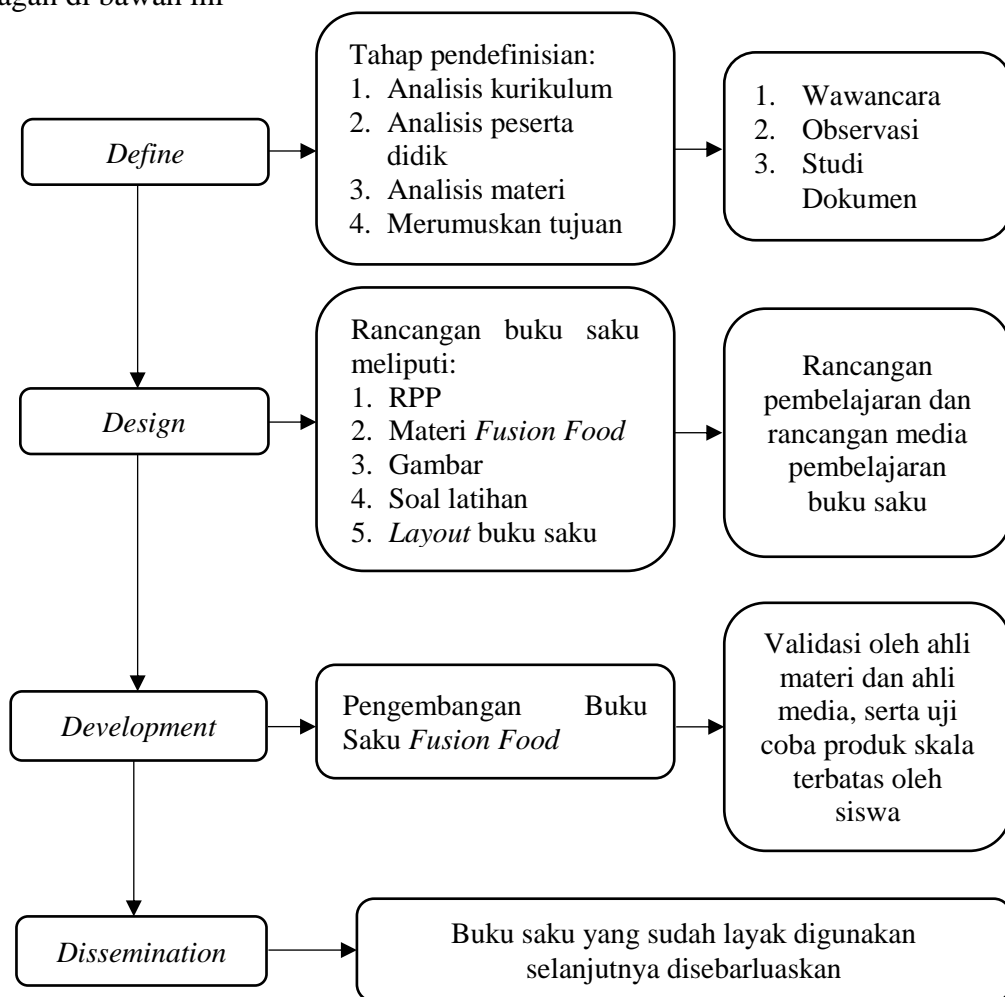 Tahap pendefinisian:
1. Analisis kurikulum
2. Analisis peserta
didik
3. Analisis materi
4. Merumuskan tujuan
1. Wawancara
2. Observasi
3. Studi
Dokumen
Define
Rancangan buku saku
meliputi:
1. RPP
2. Materi Fusion Food
3. Gambar
4. Soal latihan
5. Layout buku saku
Rancangan
pembelajaran dan
rancangan media
pembelajaran
buku saku
Design
Development
Pengembangan Buku
Saku Fusion Food
Validasi oleh ahli
materi dan ahli
media, serta uji
coba produk skala
terbatas oleh
siswa
Dissemination
Buku saku yang sudah layak digunakan
selanjutnya disebarluaskan